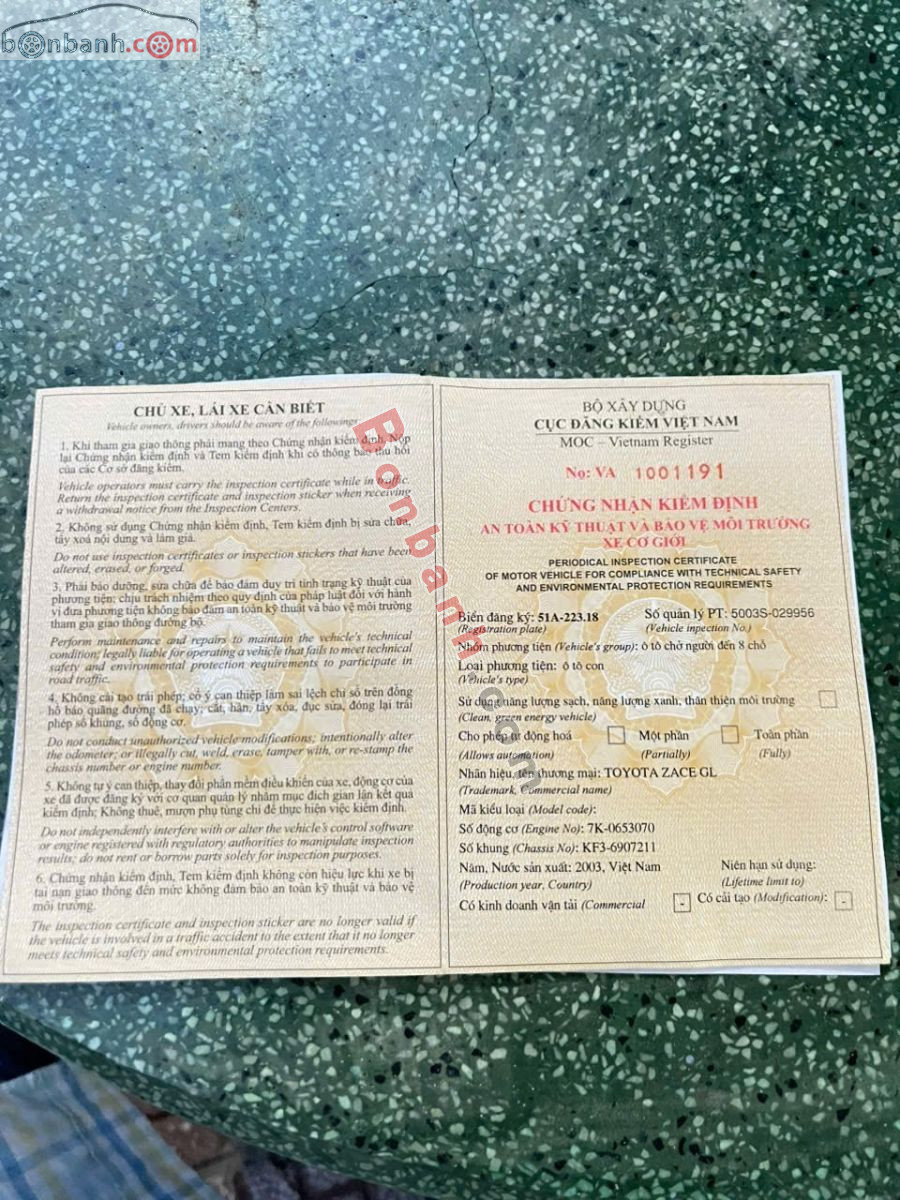 bonbanh.com
CHỦ XE, LÁI XE CẦN BIẾT
Vehicle owners, drivers should be aware of the followings
1. Khi tham gia giao thông phải mang theo Chứng nhận kiểm định, Nộp
lại Chứng nhận kiểm định và Tem kiểm định khi có thông báo thu hồi
của các Cơ sở đăng kiểm.
Vehicle operators must carry the inspection certificate while in traffic.
Return the inspection certificate and inspection sticker when receiving
a withdrawal notice from the Inspection Centers.
2. Không sử dụng Chứng nhận kiểm định, Tem kiểm định bị sửa chữa,
tẩy xoá nội dung và làm giả.
Do not use inspection certificates or inspection stickers that have been
altered, erased, or forged.
3. Phải bảo dưỡng, sửa chữa để bảo đảm duy trì tình trạng kỹ thuật của
phương tiện; chịu trách nhiệm theo quy định của pháp luật đối với hành
vi đưa phương tiện không bảo đảm an toàn kỹ thuật và bảo vệ môi trường
tham gia giao thông đường bộ.
Perform maintenance and repairs to maintain the vehicle's technical
condition; legally liable for operating a vehicle that fails to meet technical
safety and environmental protection requirements to participate in
road traffic.
4. Không cải tạo trái phép; cố ý can thiệp làm sai lệch chỉ số trên đồng
hồ báo quãng đường đã chạy; cắt, hàn, tẩy xóa, đục sửa, đóng lại trái
phép số khung, số động cơ.
Do not conduct unauthorized vehicle modifications; intentionally alter
the odometer; or illegally cut, weld, erase, tamper with, or re-stamp the
chassis number or engine number.
5. Không tự ý can thiệp, thay đổi phần mềm điều khiển của xe, động cơ của
xe đã được đăng ký với cơ quan quản lý nhằm mục đích gian lận kết quả
kiểm định; Không thuê, mượn phụ tùng chỉ để thực hiện việc kiểm định.
Do not independently interfere with or alter the vehicle's control software
or engine registered with regulatory authorities to manipulate inspection
results; do not rent or borrow parts solely for inspection purposes.
6. Chứng nhận kiểm định, Tem kiểm định không còn hiệu lực khi xe bị
tai nạn giao thông đến mức không đảm bảo an toàn kỹ thuật và bảo vệ
môi trường.
The inspection certificate and inspection sticker are no longer valid if
the vehicle is involved in a traffic accident to the extent that it no longer
meets technical safety and environmental protection requirements.
BỘ XÂY DỰNG
CỤC ĐĂNG KIỂM VIỆT NAM
MOC – Vietnam Register
No: VA 1001191
CHỨNG NHẬN KIỂM ĐỊNH
AN TOÀN KỸ THUẬT VÀ BẢO VỆ MÔI TRƯỜNG
XE CƠ GIỚI
PERIODICAL INSPECTION CERTIFICATE
OF MOTOR VEHICLE FOR COMPLIANCE WITH TECHNICAL SAFETY
AND ENVIRONMENTAL PROTECTION REQUIREMENTS
Biển đăng ký: 51A-223.18 Số quản lý PT: 5003S-029956
(Registration plate) (Vehicle inpection No.)
Nhóm phương tiện (Vehicle's group): ô tô chở người đến 8 chỗ
Loại phương tiện: ô tô con
(Vehicle's type)
Sử dụng năng lượng sạch, năng lượng xanh, thân thiện môi trường
(Clean, green energy vehicle)
Cho phép tự động hoá Một phần Toàn phần
(Allows automation) (Partially) (Fully)
Nhãn hiệu, tên thương mại: TOYOTA ZACE GL
(Trademark, Commercial name)
Mã kiểu loại (Model code):
Số động cơ (Engine No): 7K-0653070
Số khung (Chassis No): KF3-6907211
Năm, Nước sản xuất: 2003, Việt Nam Niên hạn sử dụng:
(Production year, Country) (Lifetime limit to)
Có kinh doanh vận tải (Commercial - Có cải tạo (Modification): -
Bonbanh.com